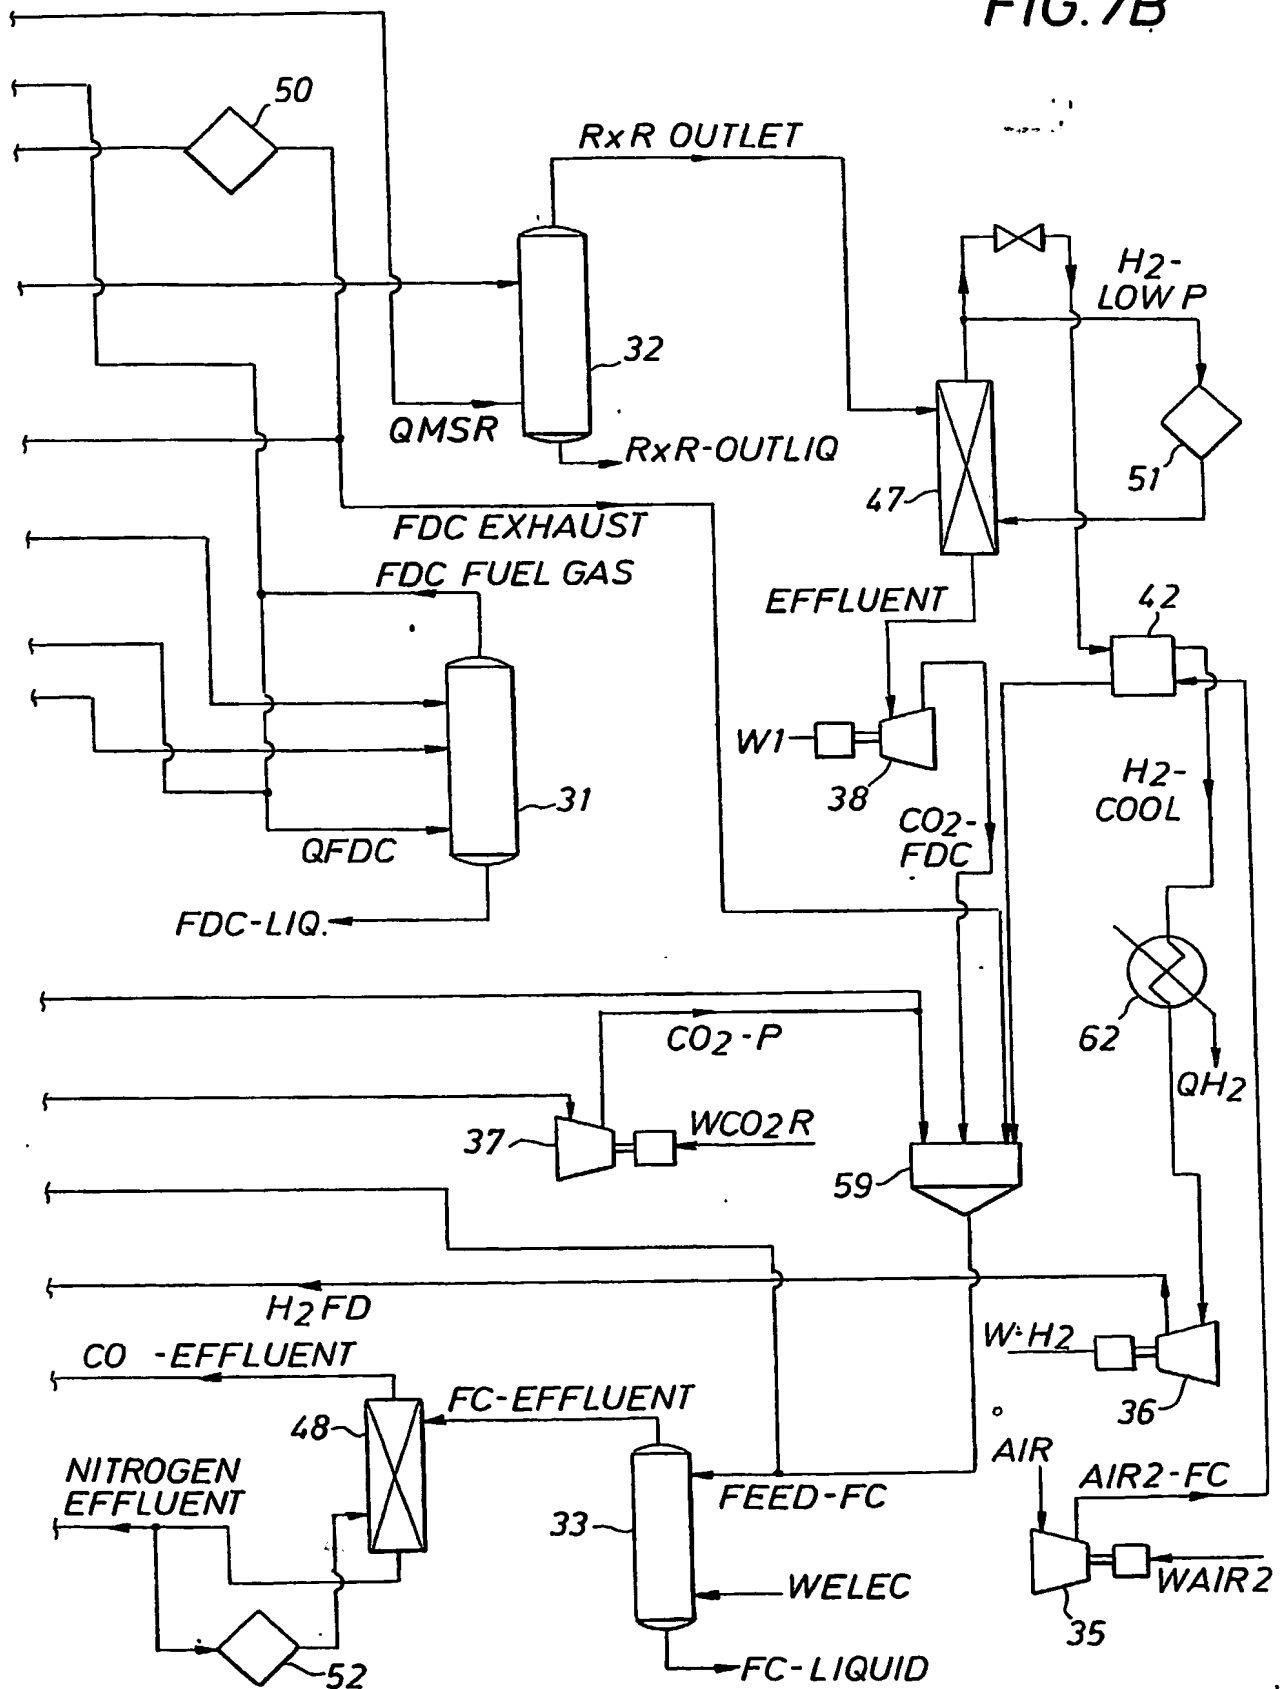 FIG. 7B
50
RxR OUTLET
H2-
LOW P
32
QMSR
RxR-OUTLIQ
51
47
FDC EXHAUST
FDC FUEL GAS
EFFLUENT
42
W1
38
H2-
COOL
31
CO2-
FDC
QFDC
FDC-LIQ.
62
CO2-P
QH2
37
WCO2R
59
H2FD
W-H2
CO -EFFLUENT
FC-EFFLUENT
36
48
AIR
NITROGEN
EFFLUENT
AIR2-FC
FEED-FC
33
WELEC
WAIR2
35
52
FC-LIQUID